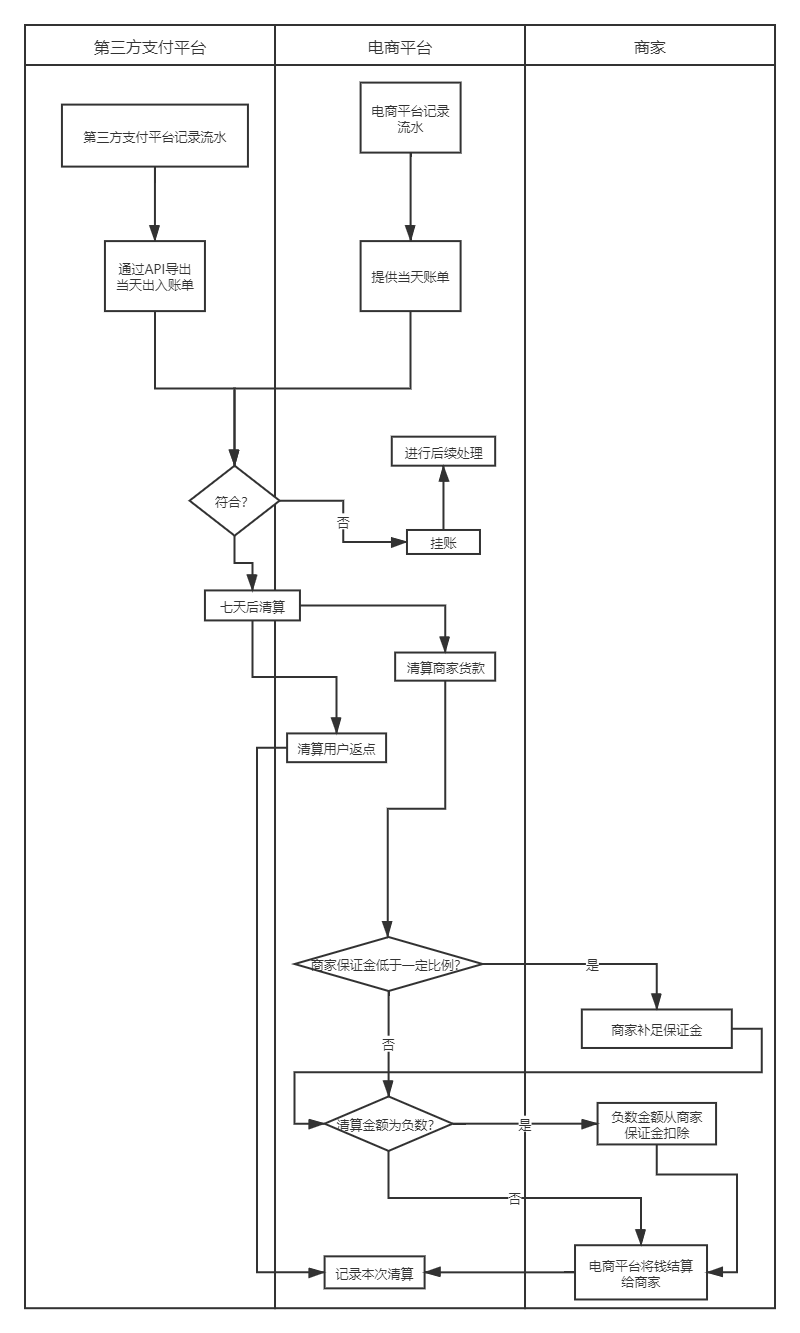 第三方支付平台
电商平台
商家
第三方支付平台记录流水
电商平台记录
流水
通过API导出
当天出入账单
提供当天账单
进行后续处理
符合?
否
挂账
七天后清算
清算商家货款
清算用户返点
商家保证金低于一定比例?
是
商家补足保证金
否
清算金额为负数?
是
负数金额从商家
保证金扣除
否
记录本次清算
电商平台将钱结算
给商家